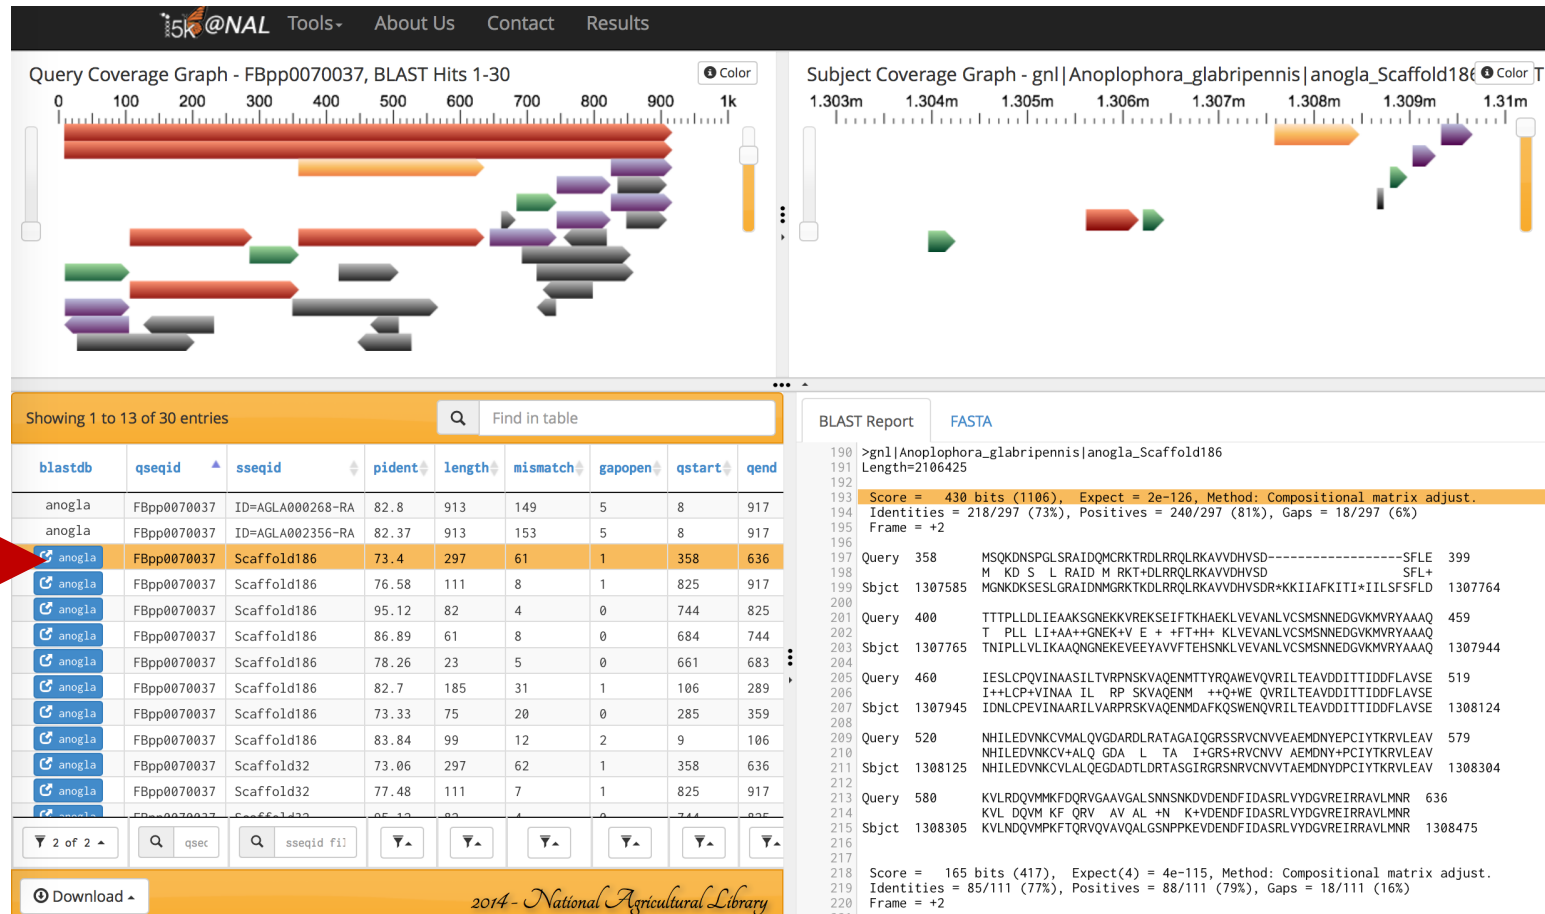 i5k@NAL Tools About Us Contact Results
Query Coverage Graph - FBpp0070037, BLAST Hits 1-30
Color
0 100 200 300 400 500 600 700 800 900 1k
Subject Coverage Graph - gnl|Anoplophora_glabripennis|anogla_Scaffold186
Color
1.303m 1.304m 1.305m 1.306m 1.307m 1.308m 1.309m 1.31m
Showing 1 to 13 of 30 entries
Find in table
blastdb qseqid sseqid pident length mismatch gapopen qstart qend
anogla FBpp0070037 ID=AGLA000268-RA 82.8 913 149 5 8 917
anogla FBpp0070037 ID=AGLA002356-RA 82.37 913 153 5 8 917
anogla FBpp0070037 Scaffold186 73.4 297 61 1 358 636
anogla FBpp0070037 Scaffold186 76.58 111 8 1 825 917
anogla FBpp0070037 Scaffold186 95.12 82 4 0 744 825
anogla FBpp0070037 Scaffold186 86.89 61 8 0 684 744
anogla FBpp0070037 Scaffold186 78.26 23 5 0 661 683
anogla FBpp0070037 Scaffold186 82.7 185 31 1 106 289
anogla FBpp0070037 Scaffold186 73.33 75 20 0 285 359
anogla FBpp0070037 Scaffold186 83.84 99 12 2 9 106
anogla FBpp0070037 Scaffold32 73.06 297 62 1 358 636
anogla FBpp0070037 Scaffold32 77.48 111 7 1 825 917
2 of 2 qsec sseqid fil
Download
2014 - National Agricultural Library
BLAST Report FASTA
190 >gnl|Anoplophora_glabripennis|anogla_Scaffold186
191 Length=2106425
192
193 Score = 430 bits (1106), Expect = 2e-126, Method: Compositional matrix adjust.
194 Identities = 218/297 (73%), Positives = 240/297 (81%), Gaps = 18/297 (6%)
195 Frame = +2
196
197 Query 358 MSQKDNSPGLSRAIDQMCRKTRDLRRQLRKAVVDHVSD------------------SFLE 399
198 M KD S L RAID M RKT+DLRRQLRKAVVDHVSD SFL+
199 Sbjct 1307585 MGNKDKSESLGRAIDNMGRKTKDLRRQLRKAVVDHVSDR*KKIIAFKITI*IILSFSFLD 1307764
200
201 Query 400 TTTPLLDLIEAAKSGNEKKVREKSEIFTKHAEKLVEVANLVCSMSNNEDGVKMVRYAAAQ 459
202 T PLL LI+AA++GNEK+V E + +FT+H+ KLVEVANLVCSMSNNEDGVKMVRYAAAQ
203 Sbjct 1307765 TNIPLLVLIKAAQNGNEKEVEEYAVVFTEHSNKLVEVANLVCSMSNNEDGVKMVRYAAAQ 1307944
204
205 Query 460 IESLCPQVINAASILTVRPNSKVAQENMTTYRQAWEVQVRILTEAVDDITTIDDFLAVSE 519
206 I++LCP+VINAA IL RP SKVAQENM ++Q+WE QVRILTEAVDDITTIDDFLAVSE
207 Sbjct 1307945 IDNLCPEVINAARILVARPRSKVAQENMDAFKQSWENQVRILTEAVDDITTIDDFLAVSE 1308124
208
209 Query 520 NHILEDVNKCVMALQVGDARDLRATAGAIQGRSSRVCNVVEAEMDNYEPCIYTKRVLEAV 579
210 NHILEDVNKCV+ALQ GDA L TA I+GRS+RVCNVV AEMDNY+PCIYTKRVLEAV
211 Sbjct 1308125 NHILEDVNKCVLALQEGDADTLDRTASGIRGRSNRVCNVVTAEMDNYDPCIYTKRVLEAV 1308304
212
213 Query 580 KVLRDQVMMKFDQRVGAAVGALSNNSNKDVDENDFIDASRLVYDGVREIRRAVLMNR 636
214 KVL DQVM KF QRV AV AL +N K+VDENDFIDASRLVYDGVREIRRAVLMNR
215 Sbjct 1308305 KVLNDQVMPKFTQRVQVAVQALGSNPPKEVDENDFIDASRLVYDGVREIRRAVLMNR 1308475
216
217
218 Score = 165 bits (417), Expect(4) = 4e-115, Method: Compositional matrix adjust.
219 Identities = 85/111 (77%), Positives = 88/111 (79%), Gaps = 18/111 (16%)
220 Frame = +2